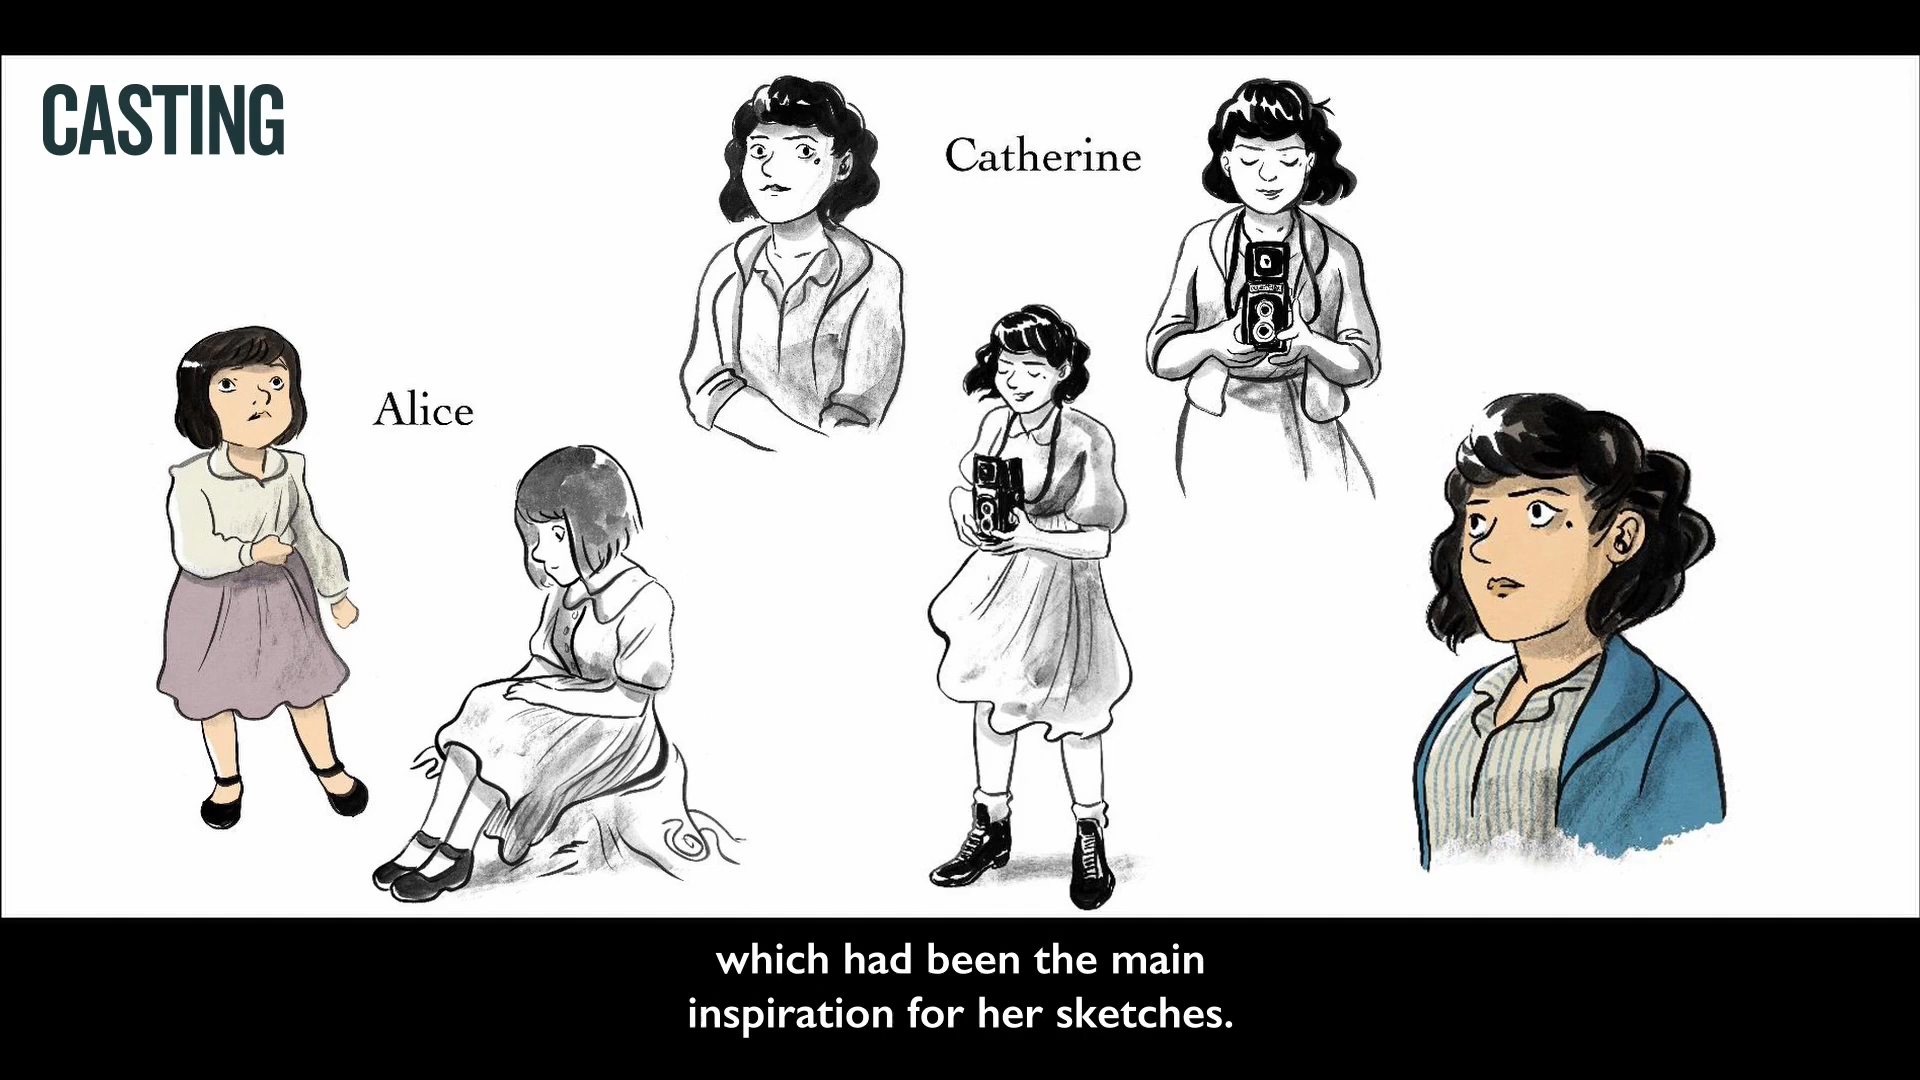 CASTING
Catherine
Alice
which had been the main
inspiration for her sketches.